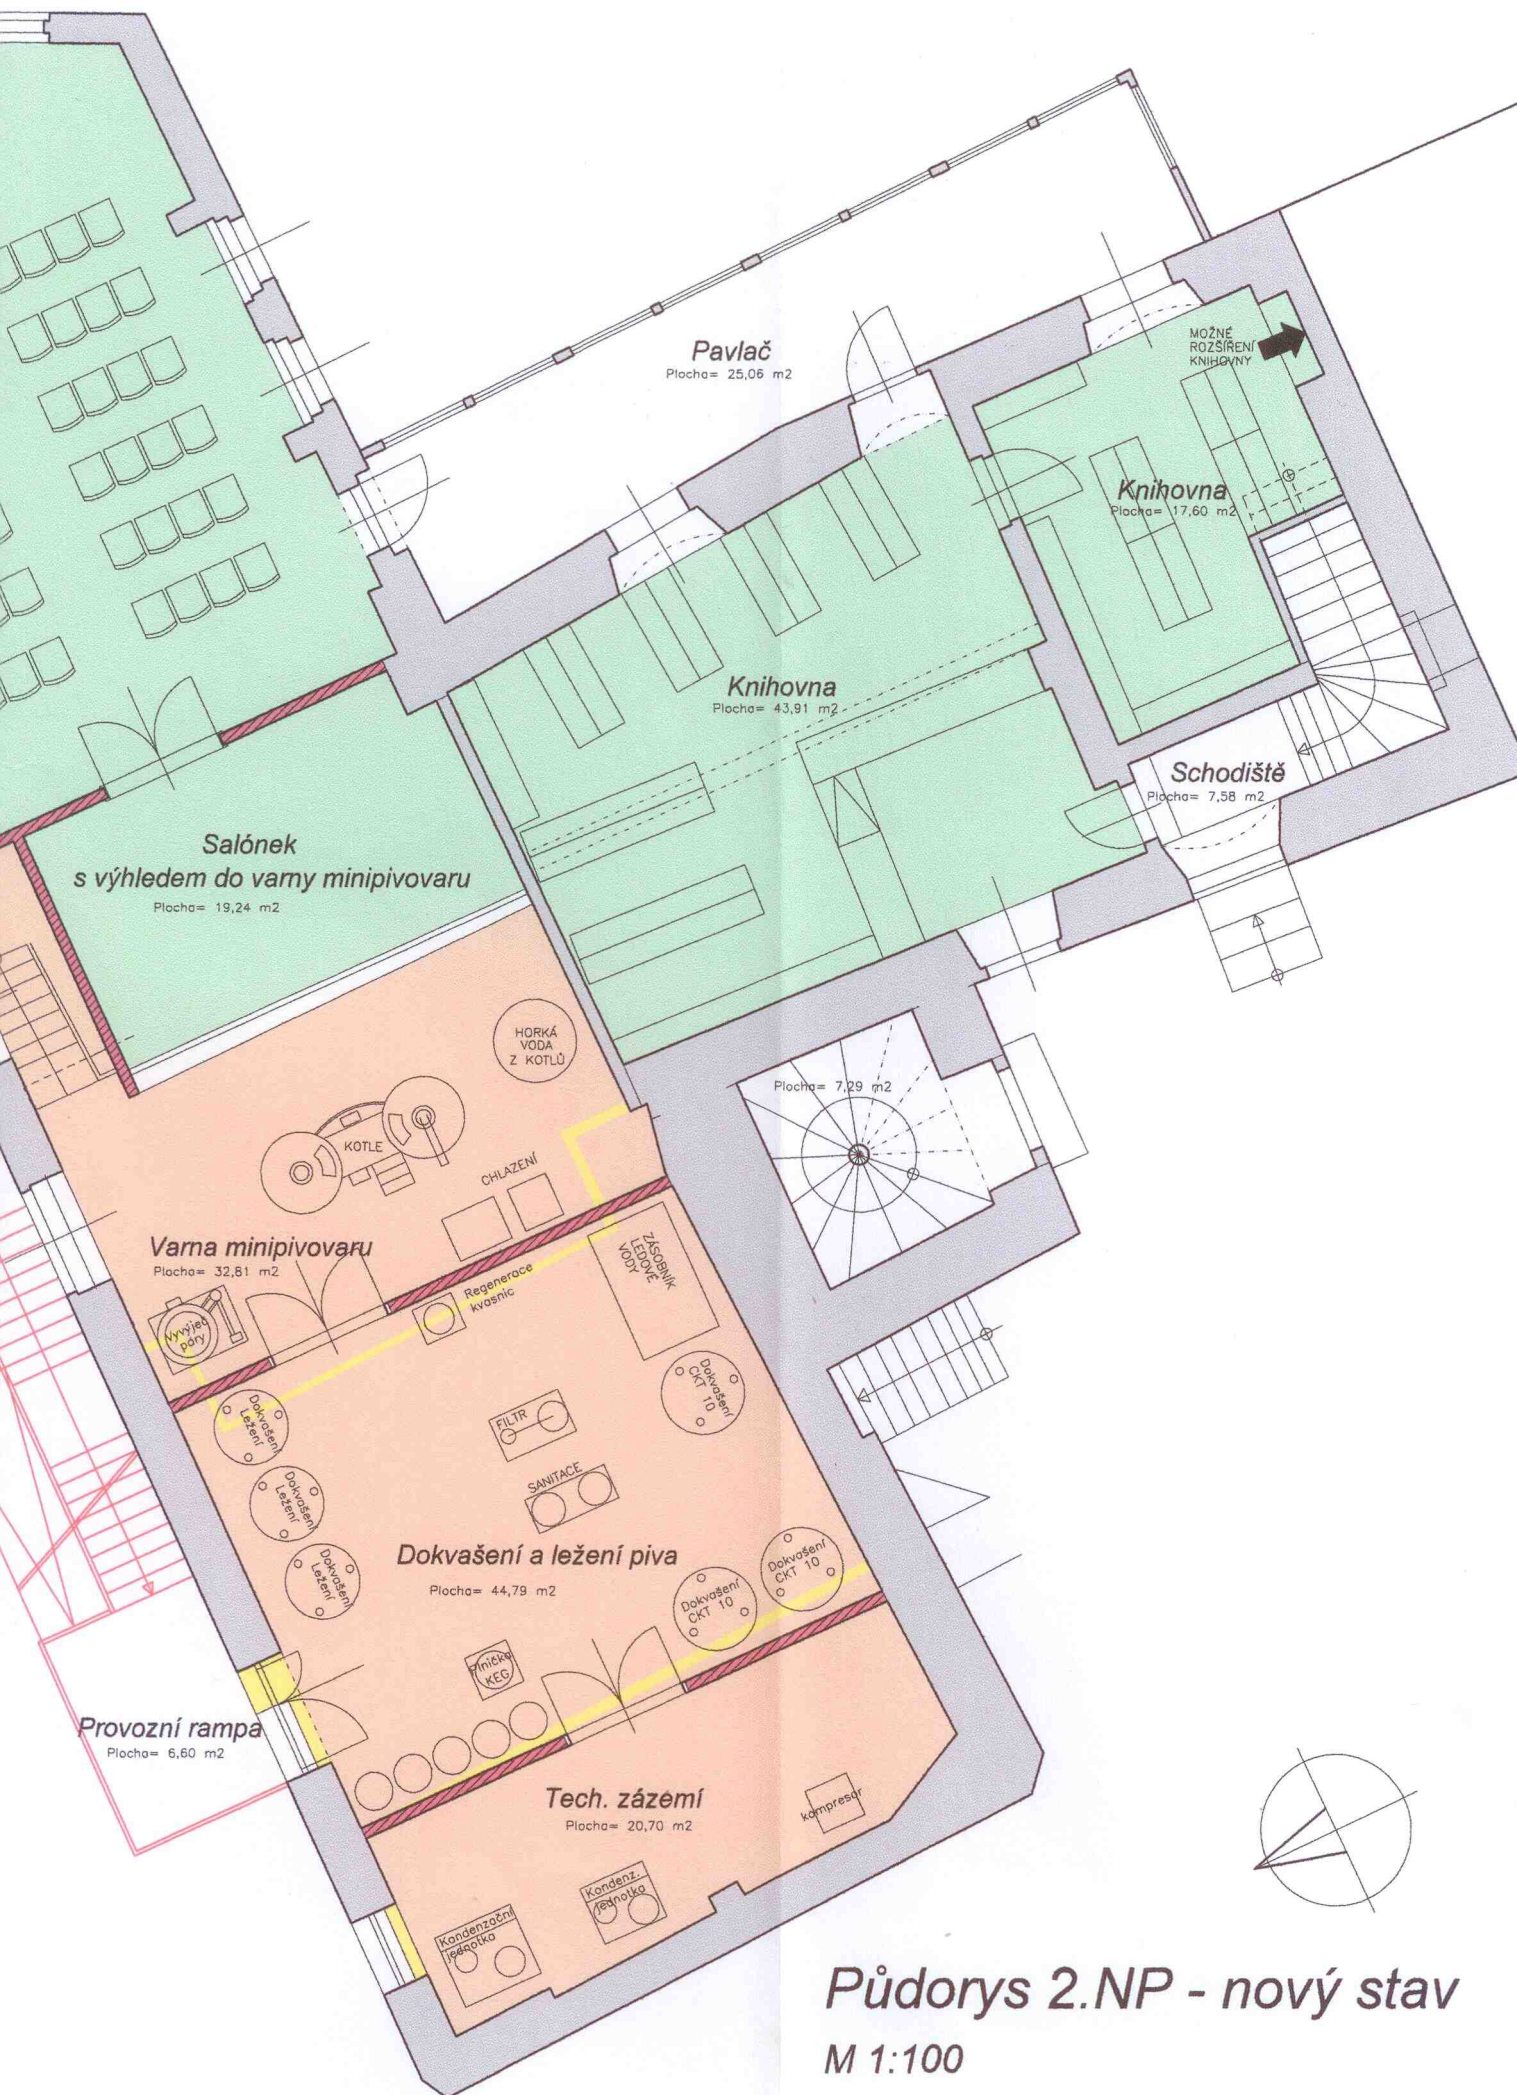 Pavlač
Plocha= 25,06 m2
MOŽNÉ
ROZŠÍŘENÍ
KNIHOVNY
Knihovna
Plocha= 17,60 m2
Knihovna
Plocha= 43,91 m2
Schodiště
Plocha= 7,58 m2
Salónek
s výhledem do varny minipivovaru
Plocha= 19,24 m2
HORKÁ
VODA
Z KOTLŮ
Plocha= 7,29 m2
KOTLE
CHLAZENÍ
Varna minipivovaru
Plocha= 32,81 m2
ZÁSOBNÍK
LEDOVÉ
VODY
Regenerace
kvasnic
Vyvýječ
páry
Dokvašení
CKT 10
Dokvašení
Ležení
FILTR
Dokvašení
Ležení
SANITACE
Dokvašení
Ležení
Dokvašení a ležení piva
Plocha= 44,79 m2
Dokvašení
CKT 10
Dokvašení
CKT 10
Plnička
KEG
Provozní rampa
Plocha= 6,60 m2
Tech. zázemí
Plocha= 20,70 m2
kompresor
Kondenz.
jednotka
Kondenzační
jednotka
Půdorys 2.NP - nový stav
M 1:100